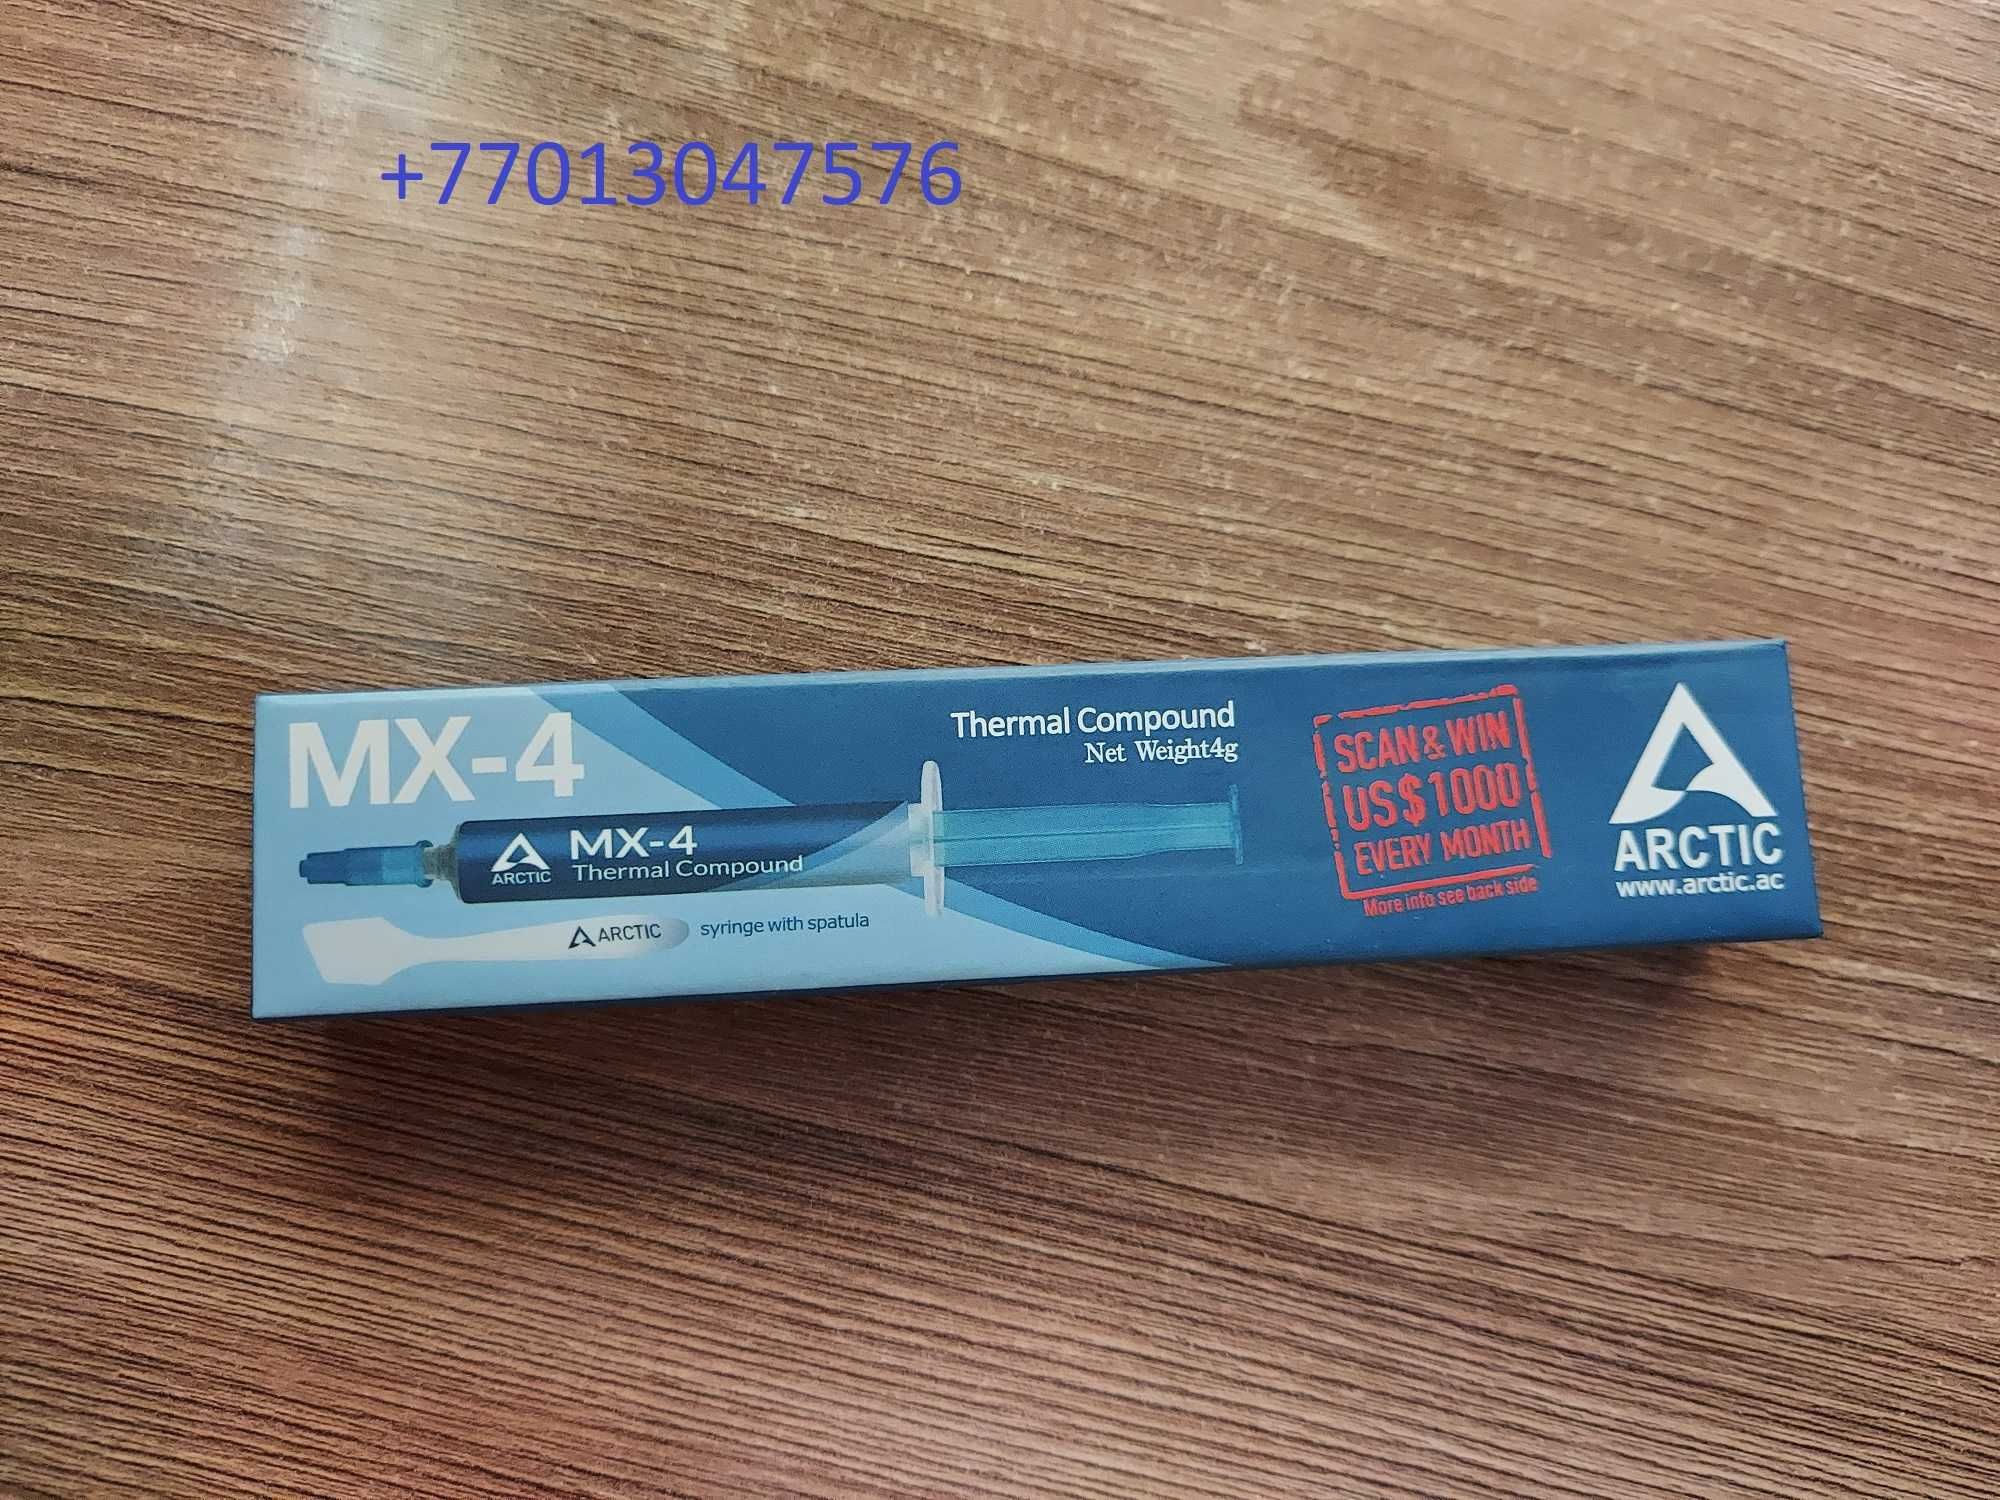 +77013047576
MX-4
Thermal Compound
Net Weight4g
ARCTIC
MX-4
Thermal Compound
ARCTIC
syringe with spatula
SCAN & WIN
US$1000
EVERY MONTH
More info see back side
ARCTIC
www.arctic.ac